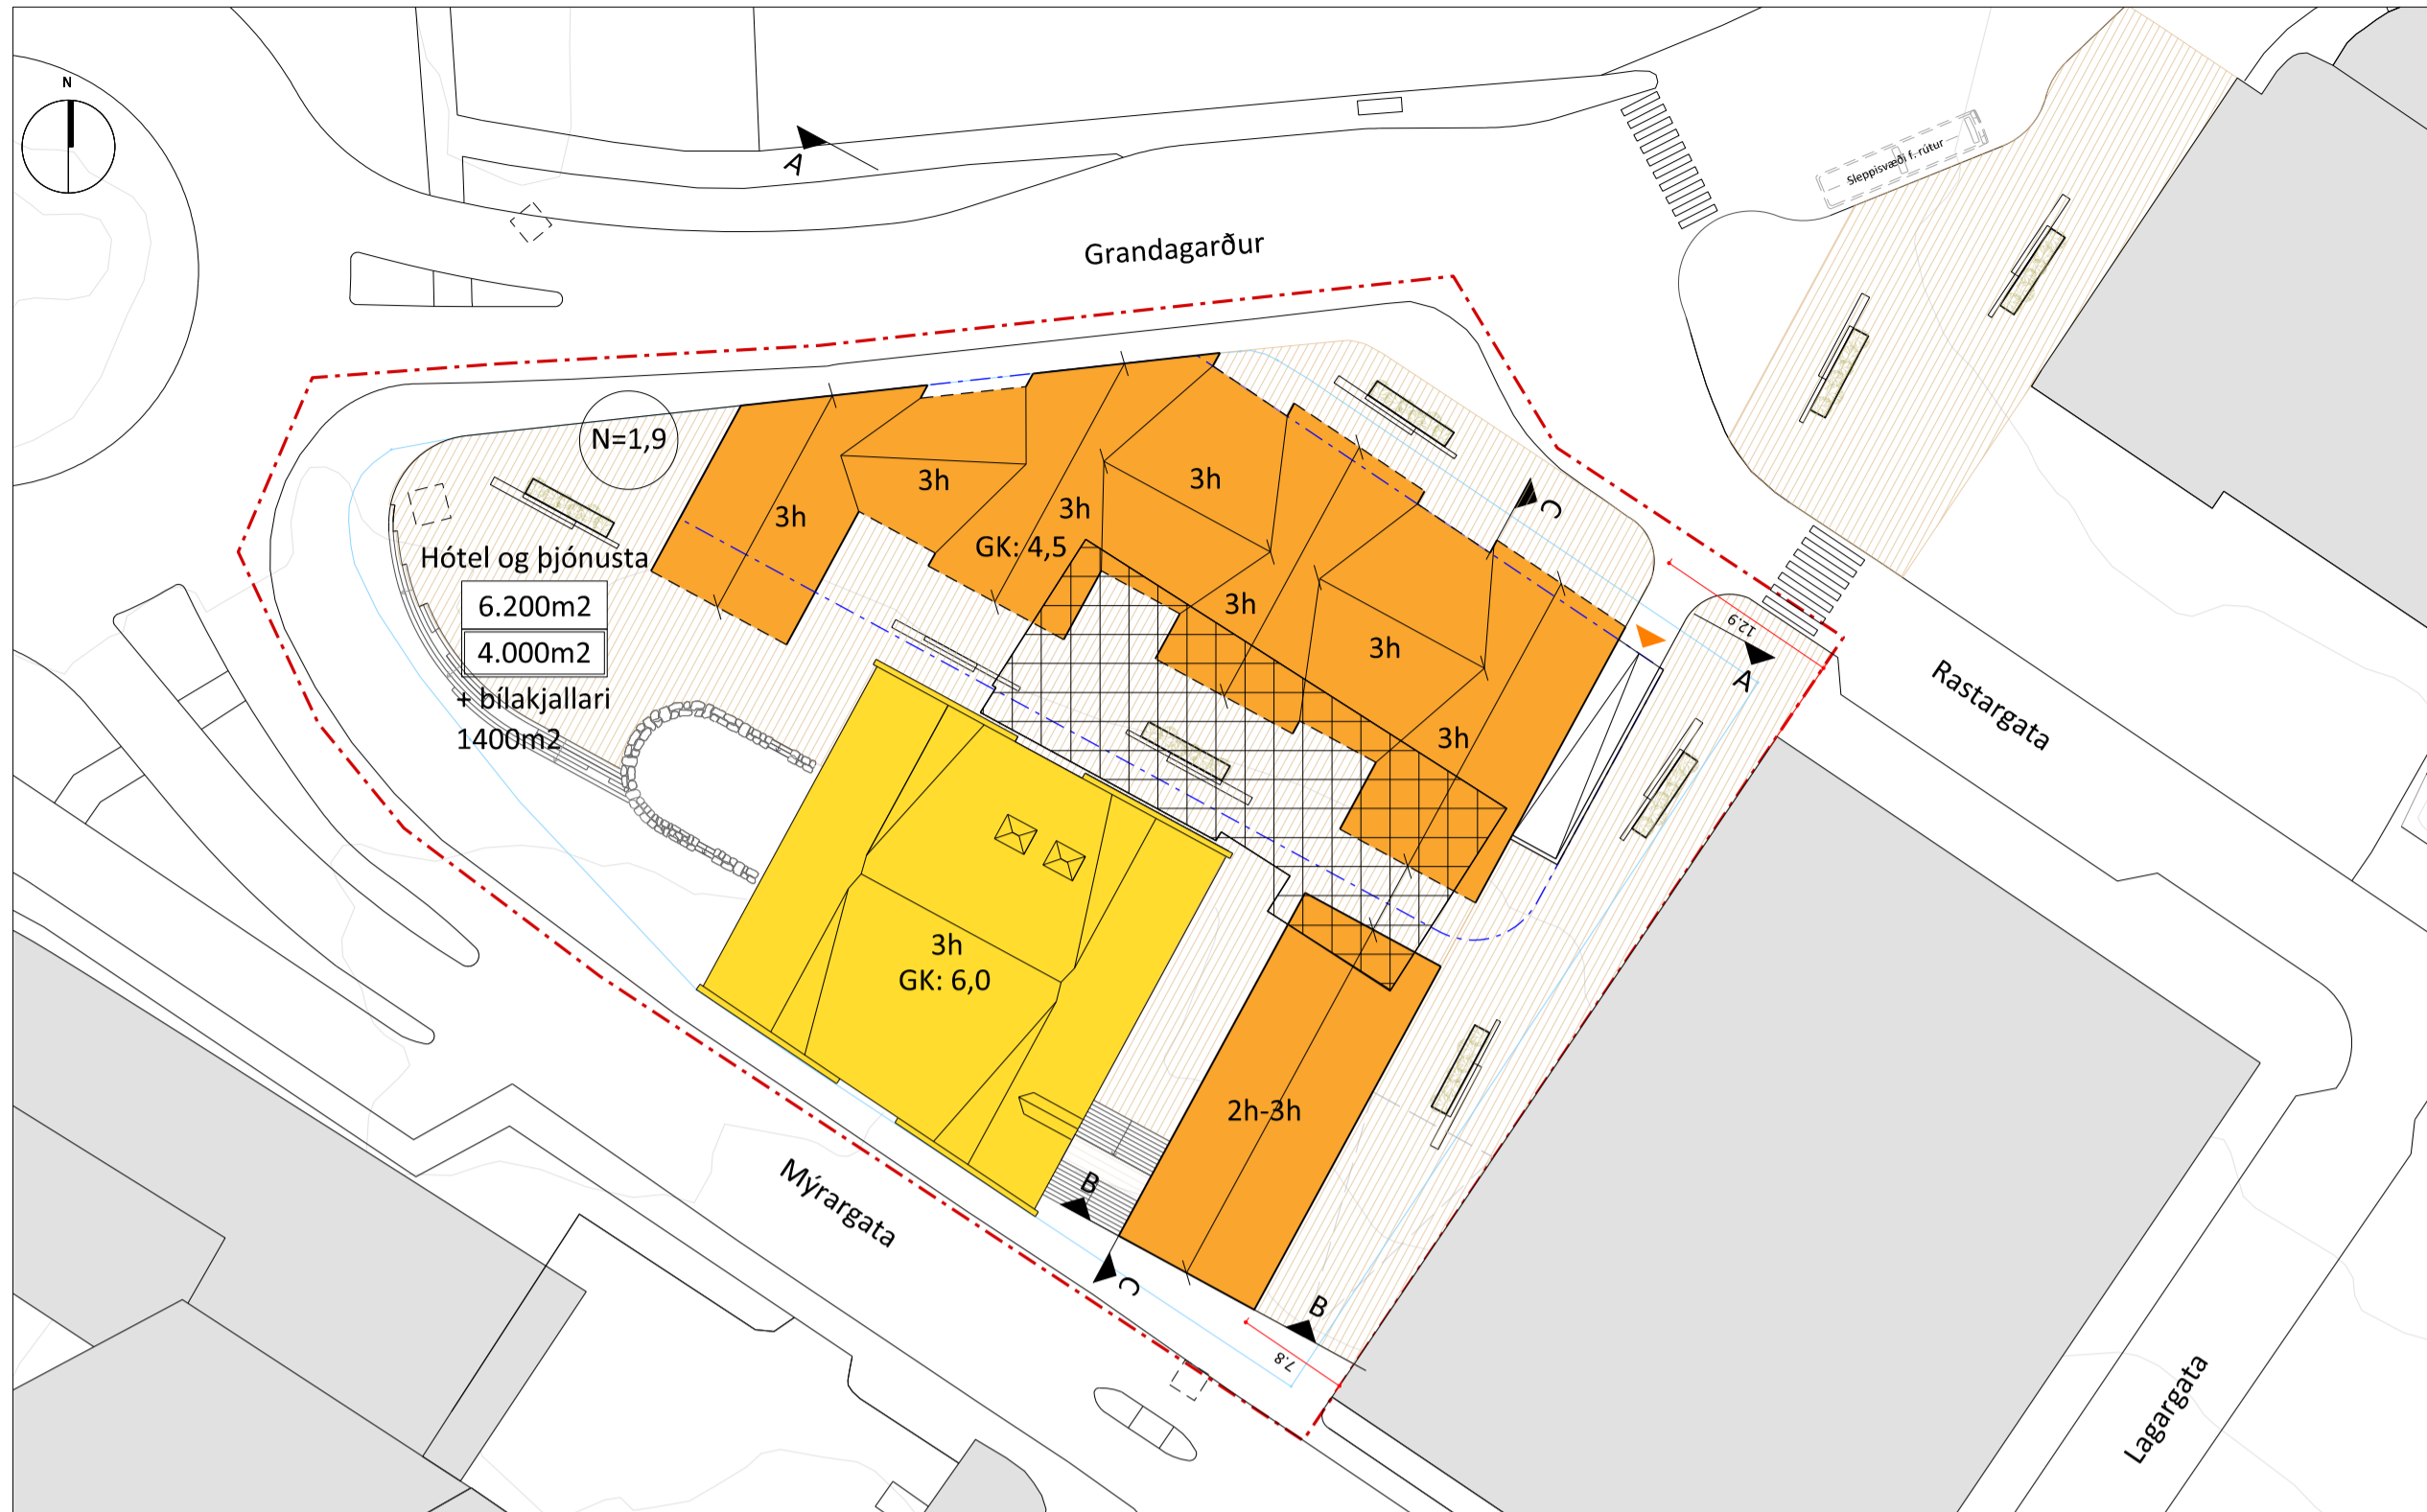 N
A
Sleppisvæði f. rútur
Grandagarður
N=1,9
3h
3h
3h
3h
GK: 4,5
C
Hótel og þjónusta
6.200m2
4.000m2
+ bílakjallari
1400m2
3h
3h
3h
12.9
A
Rastargata
3h
GK: 6,0
2h-3h
Mýrargata
B
C
B
7.8
Lagargata